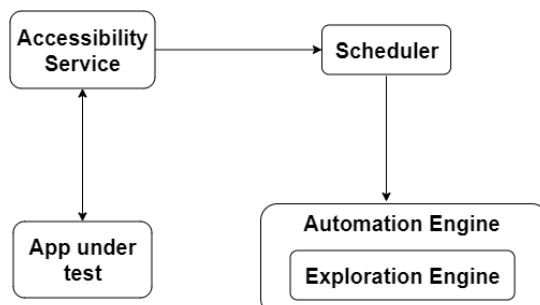 Accessibility
Service
Scheduler
App under
test
Automation Engine
Exploration Engine